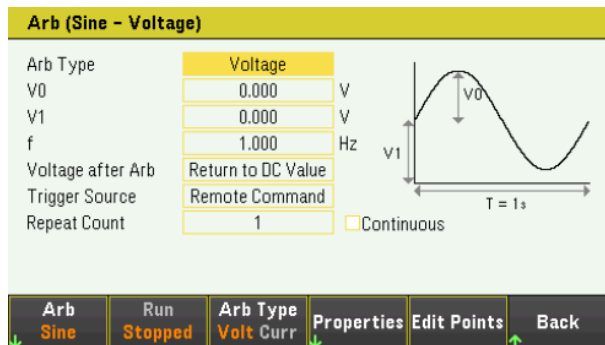 Arb (Sine - Voltage)
Arb Type Voltage
V0 0.000 V
V1 0.000 V
f 1.000 Hz
Voltage after Arb Return to DC Value
Trigger Source Remote Command
Repeat Count 1 Continuous
V0
V1
T = 1s
Arb Run Arb Type Properties Edit Points Back
Sine Stopped Volt Curr